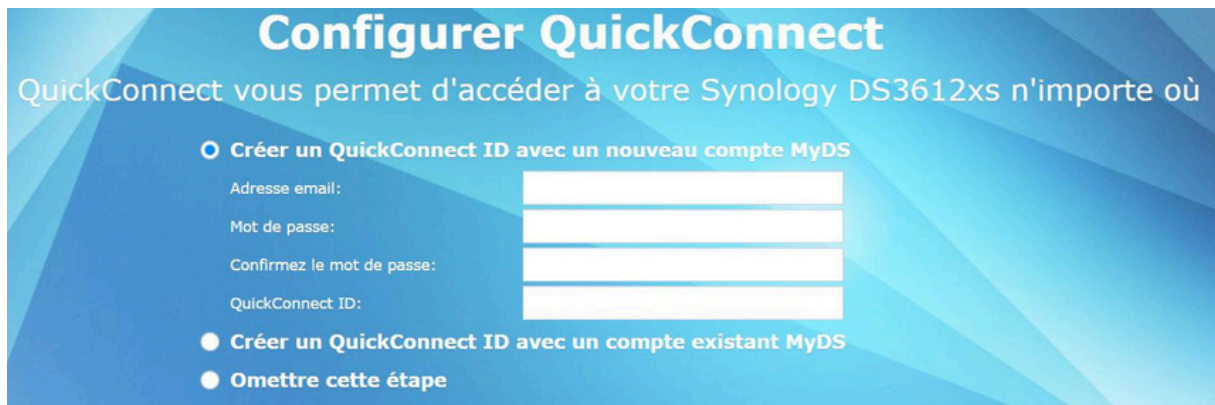 Configurer QuickConnect
QuickConnect vous permet d'accéder à votre Synology DS3612xs n'importe où
Créer un QuickConnect ID avec un nouveau compte MyDS
Adresse email:
Mot de passe:
Confirmez le mot de passe:
QuickConnect ID:
Créer un QuickConnect ID avec un compte existant MyDS
Omettre cette étape